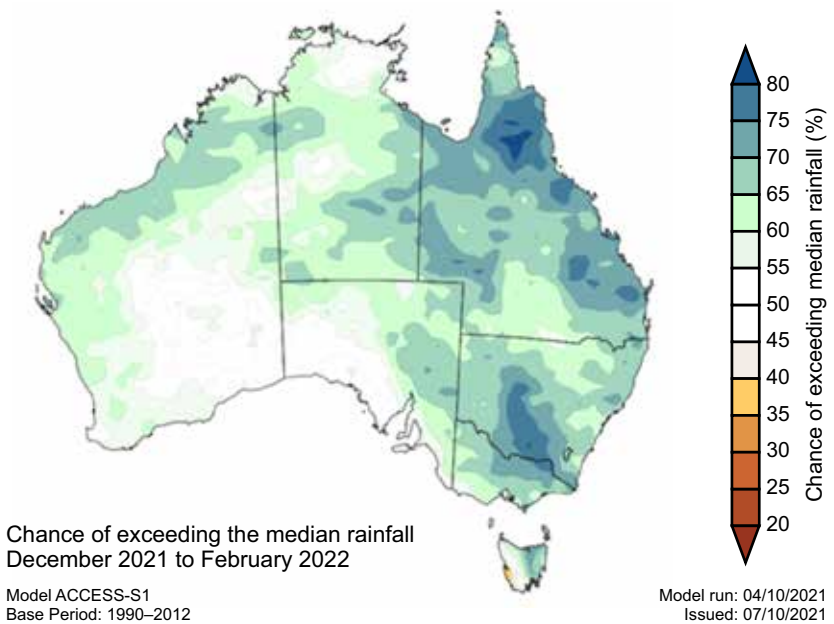 80
75
70
65
60
55
50
45
40
35
30
25
20
Chance of exceeding median rainfall (%)
Chance of exceeding the median rainfall
December 2021 to February 2022
Model ACCESS-S1
Base Period: 1990–2012
Model run: 04/10/2021
Issued: 07/10/2021